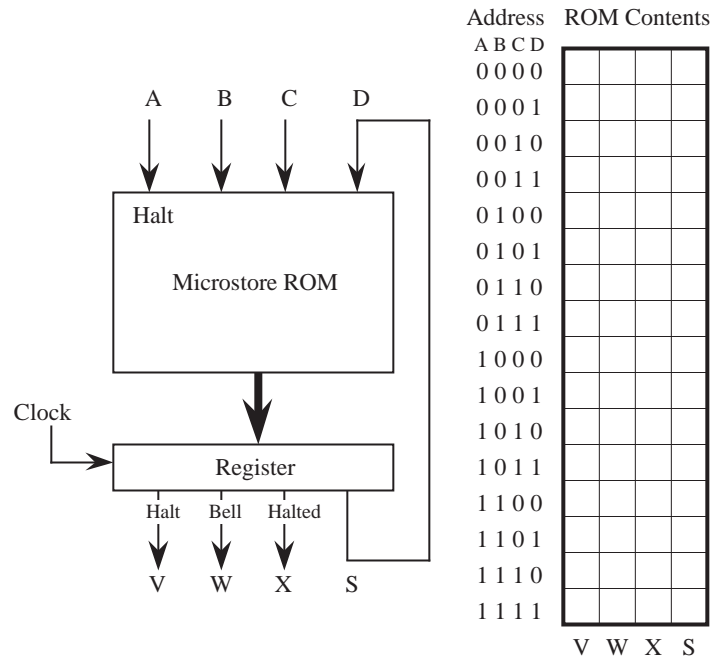 Address ROM Contents
A B C D
0 0 0 0
0 0 0 1
0 0 1 0
0 0 1 1
0 1 0 0
0 1 0 1
0 1 1 0
0 1 1 1
1 0 0 0
1 0 0 1
1 0 1 0
1 0 1 1
1 1 0 0
1 1 0 1
1 1 1 0
1 1 1 1
V W X S
A B C D
Halt
Microstore ROM
Clock
Register
Halt Bell Halted
V W X S